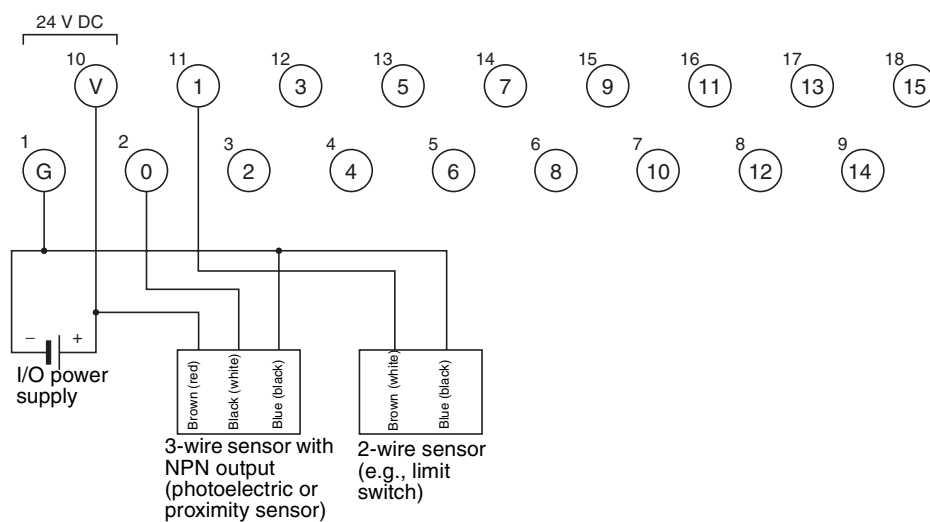 24 V DC
10 11 12 13 14 15 16 17 18
V 1 3 5 7 9 11 13 15
1 2 3 4 5 6 7 8 9
G 0 2 4 6 8 10 12 14
− +
I/O power
supply
Brown (red)
Black (white)
Blue (black)
Brown (white)
Blue (black)
3-wire sensor with
NPN output
(photoelectric or
proximity sensor)
2-wire sensor
(e.g., limit
switch)